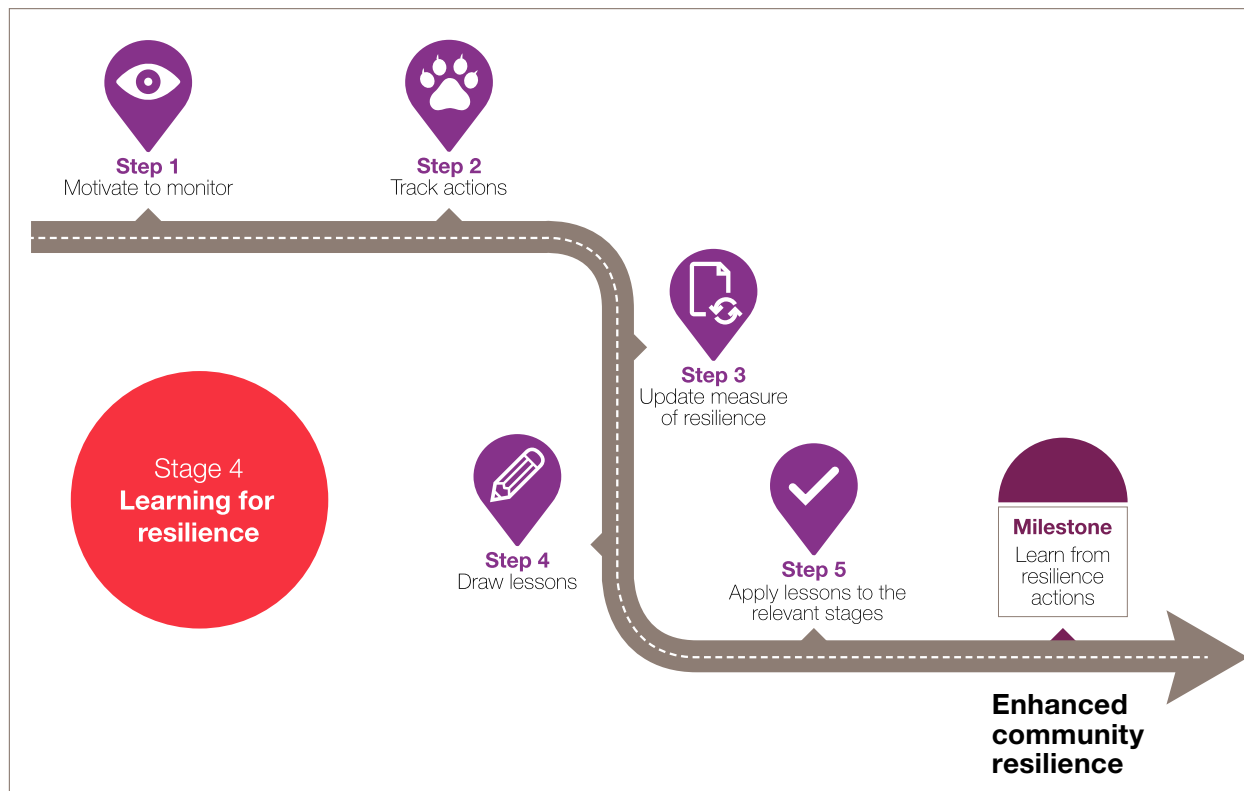 Step 1
Motivate to monitor
Step 2
Track actions
Step 3
Update measure
of resilience
Stage 4
Learning for
resilience
Step 4
Draw lessons
Step 5
Apply lessons to the
relevant stages
Milestone
Learn from
resilience
actions
Enhanced
community
resilience